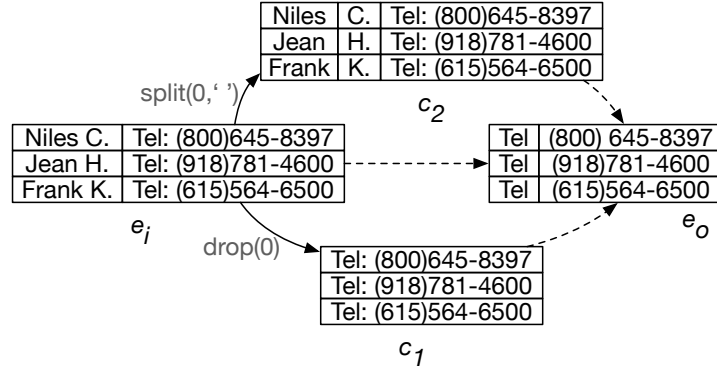 Niles C. Tel: (800)645-8397
Jean H. Tel: (918)781-4600
Frank K. Tel: (615)564-6500
split(0,‘ ’)
c2
Niles C. Tel: (800)645-8397
Jean H. Tel: (918)781-4600
Frank K. Tel: (615)564-6500
ei
Tel (800) 645-8397
Tel (918)781-4600
Tel (615)564-6500
eo
drop(0)
Tel: (800)645-8397
Tel: (918)781-4600
Tel: (615)564-6500
c1